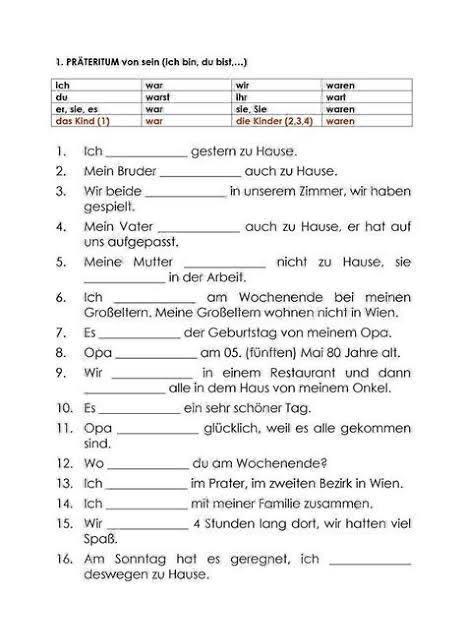 1. PRÄTERITUM von sein (ich bin, du bist,...)
ich war wir waren
du warst ihr wart
er, sie, es war sie, Sie waren
das Kind (1) war die Kinder (2,3,4) waren
1. Ich ____________ gestern zu Hause.
2. Mein Bruder ____________ auch zu Hause.
3. Wir beide ____________ in unserem Zimmer, wir haben
gespielt.
4. Mein Vater ____________ auch zu Hause, er hat auf
uns aufgepasst.
5. Meine Mutter ____________ nicht zu Hause, sie
____________ in der Arbeit.
6. Ich ____________ am Wochenende bei meinen
Großeltern. Meine Großeltern wohnen nicht in Wien.
7. Es ____________ der Geburtstag von meinem Opa.
8. Opa ____________ am 05. (fünften) Mai 80 Jahre alt.
9. Wir ____________ in einem Restaurant und dann
____________ alle in dem Haus von meinem Onkel.
10. Es ____________ ein sehr schöner Tag.
11. Opa ____________ glücklich, weil es alle gekommen
sind.
12. Wo ____________ du am Wochenende?
13. Ich ____________ im Prater, im zweiten Bezirk in Wien.
14. Ich ____________ mit meiner Familie zusammen.
15. Wir ____________ 4 Stunden lang dort, wir hatten viel
Spaß.
16. Am Sonntag hat es geregnet, ich ____________
deswegen zu Hause.